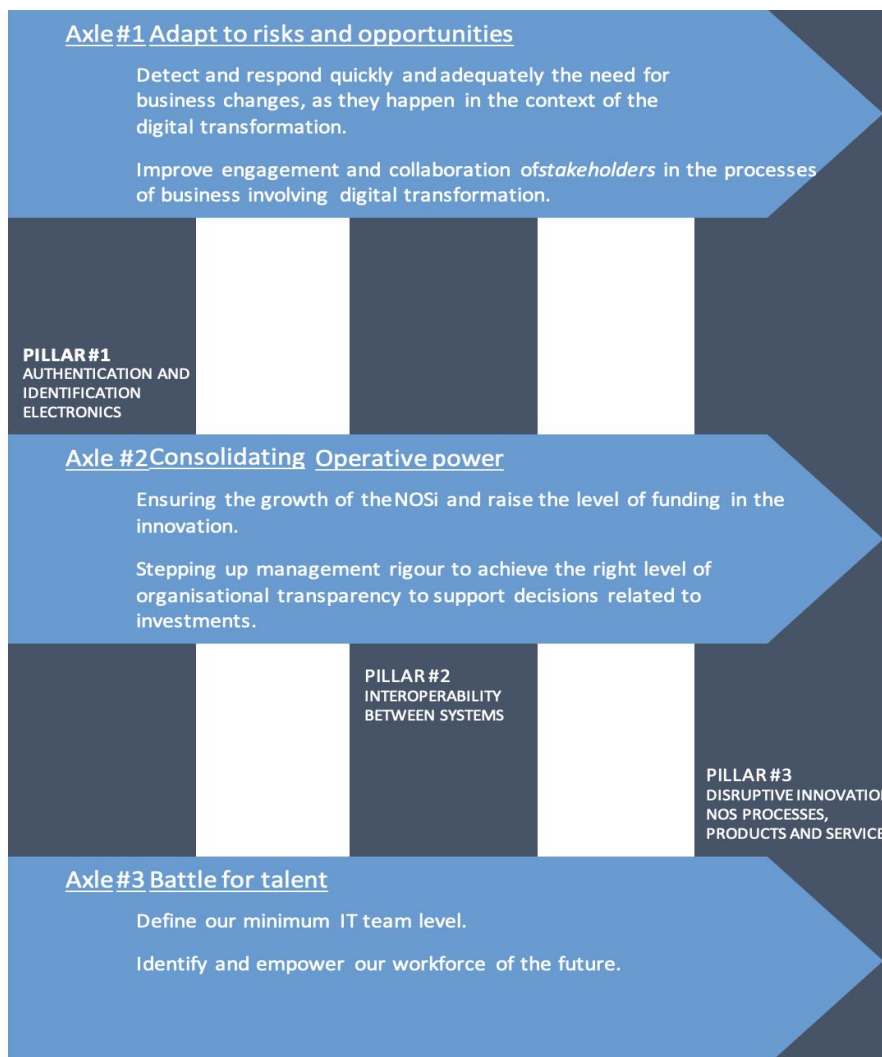 Axle #1 Adapt to risks and opportunities
Detect and respond quickly and adequately the need for
business changes, as they happen in the context of the
digital transformation.
Improve engagement and collaboration ofstakeholders in the processes
of business involving digital transformation.
PILLAR #1
AUTHENTICATION AND
IDENTIFICATION
ELECTRONICS
Axle #2 Consolidating Operative power
Ensuring the growth of the NOSi and raise the level of funding in the
innovation.
Stepping up management rigour to achieve the right level of
organisational transparency to support decisions related to
investments.
PILLAR #2
INTEROPERABILITY
BETWEEN SYSTEMS
PILLAR #3
DISRUPTIVE INNOVATIO
NOS PROCESSES,
PRODUCTS AND SERVICE
Axle #3 Battle for talent
Define our minimum IT team level.
Identify and empower our workforce of the future.